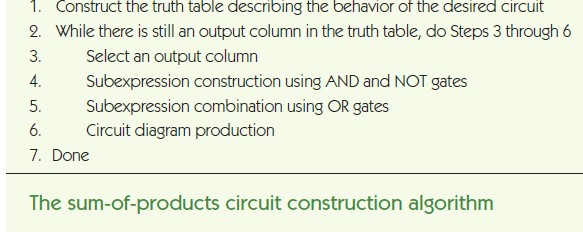 1. Construct the truth table describing the behavior of the desired circuit
2. While there is still an output column in the truth table, do Steps 3 through 6
3. Select an output column
4. Subexpression construction using AND and NOT gates
5. Subexpression combination using OR gates
6. Circuit diagram production
7. Done
The sum-of-products circuit construction algorithm